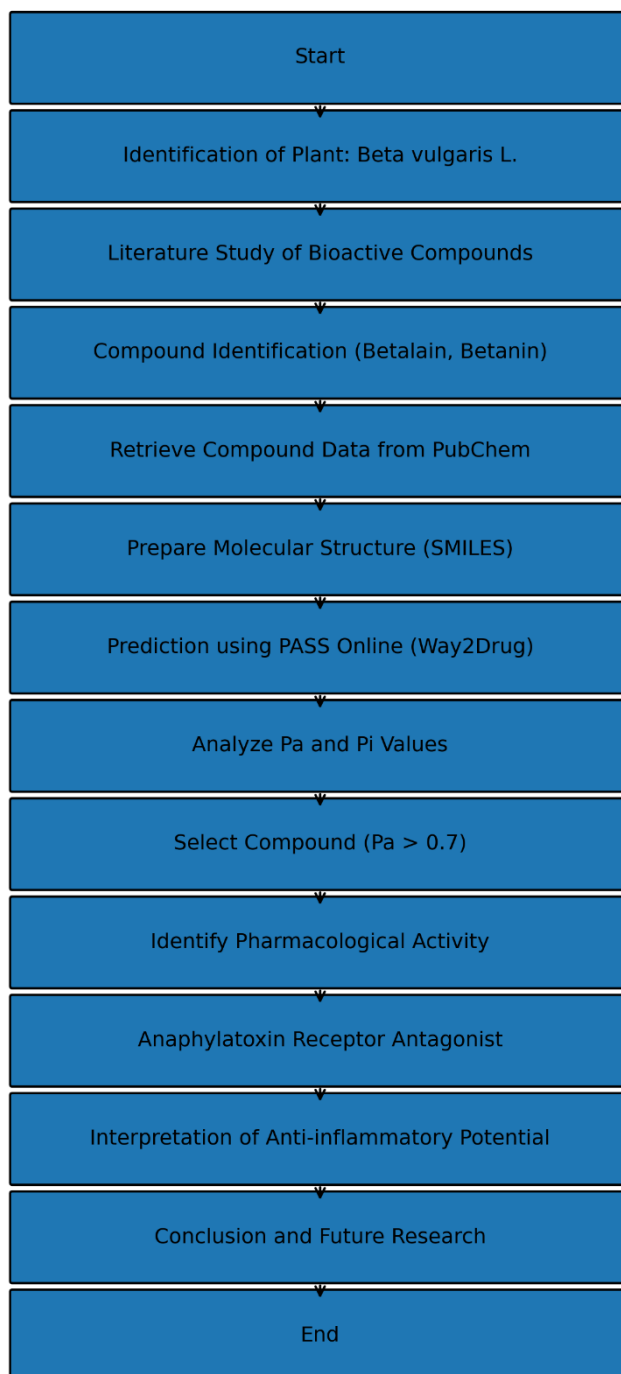 Start
Identification of Plant: Beta vulgaris L.
Literature Study of Bioactive Compounds
Compound Identification (Betalain, Betanin)
Retrieve Compound Data from PubChem
Prepare Molecular Structure (SMILES)
Prediction using PASS Online (Way2Drug)
Analyze Pa and Pi Values
Select Compound (Pa > 0.7)
Identify Pharmacological Activity
Anaphylatoxin Receptor Antagonist
Interpretation of Anti-inflammatory Potential
Conclusion and Future Research
End